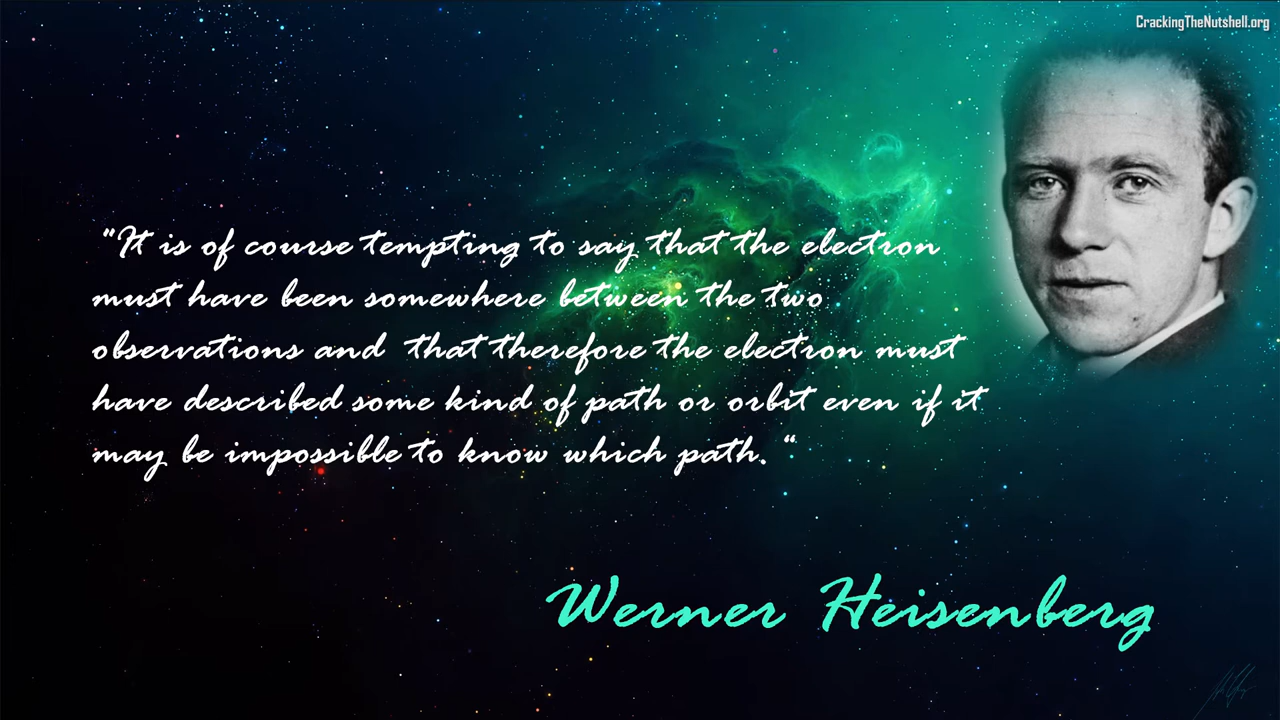 CrackingTheNutshell.org
"It is of course tempting to say that the electron
must have been somewhere between the two
observations and that therefore the electron must
have described some kind of path or orbit even if it
may be impossible to know which path. "
Werner Heisenberg